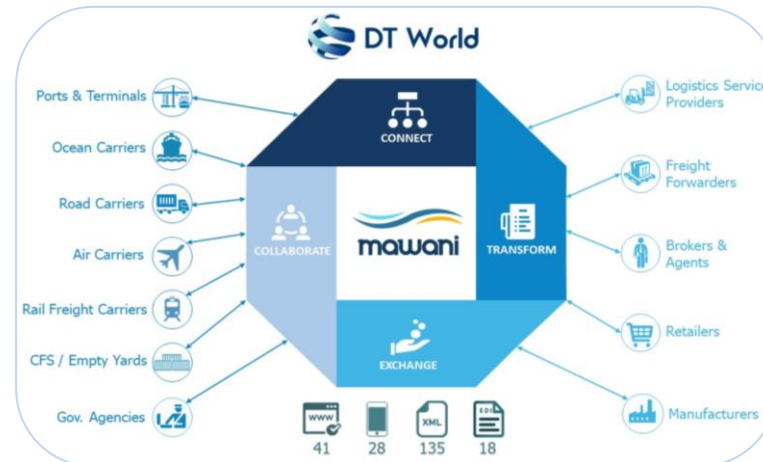 DT World
Ports & Terminals
Ocean Carriers
Road Carriers
Air Carriers
Rail Freight Carriers
CFS / Empty Yards
Gov. Agencies
CONNECT
COLLABORATE
mawani
TRANSFORM
EXCHANGE
Logistics Service
Providers
Freight
Forwarders
Brokers &
Agents
Retailers
Manufacturers
www
XML
EDI
41
28
135
18